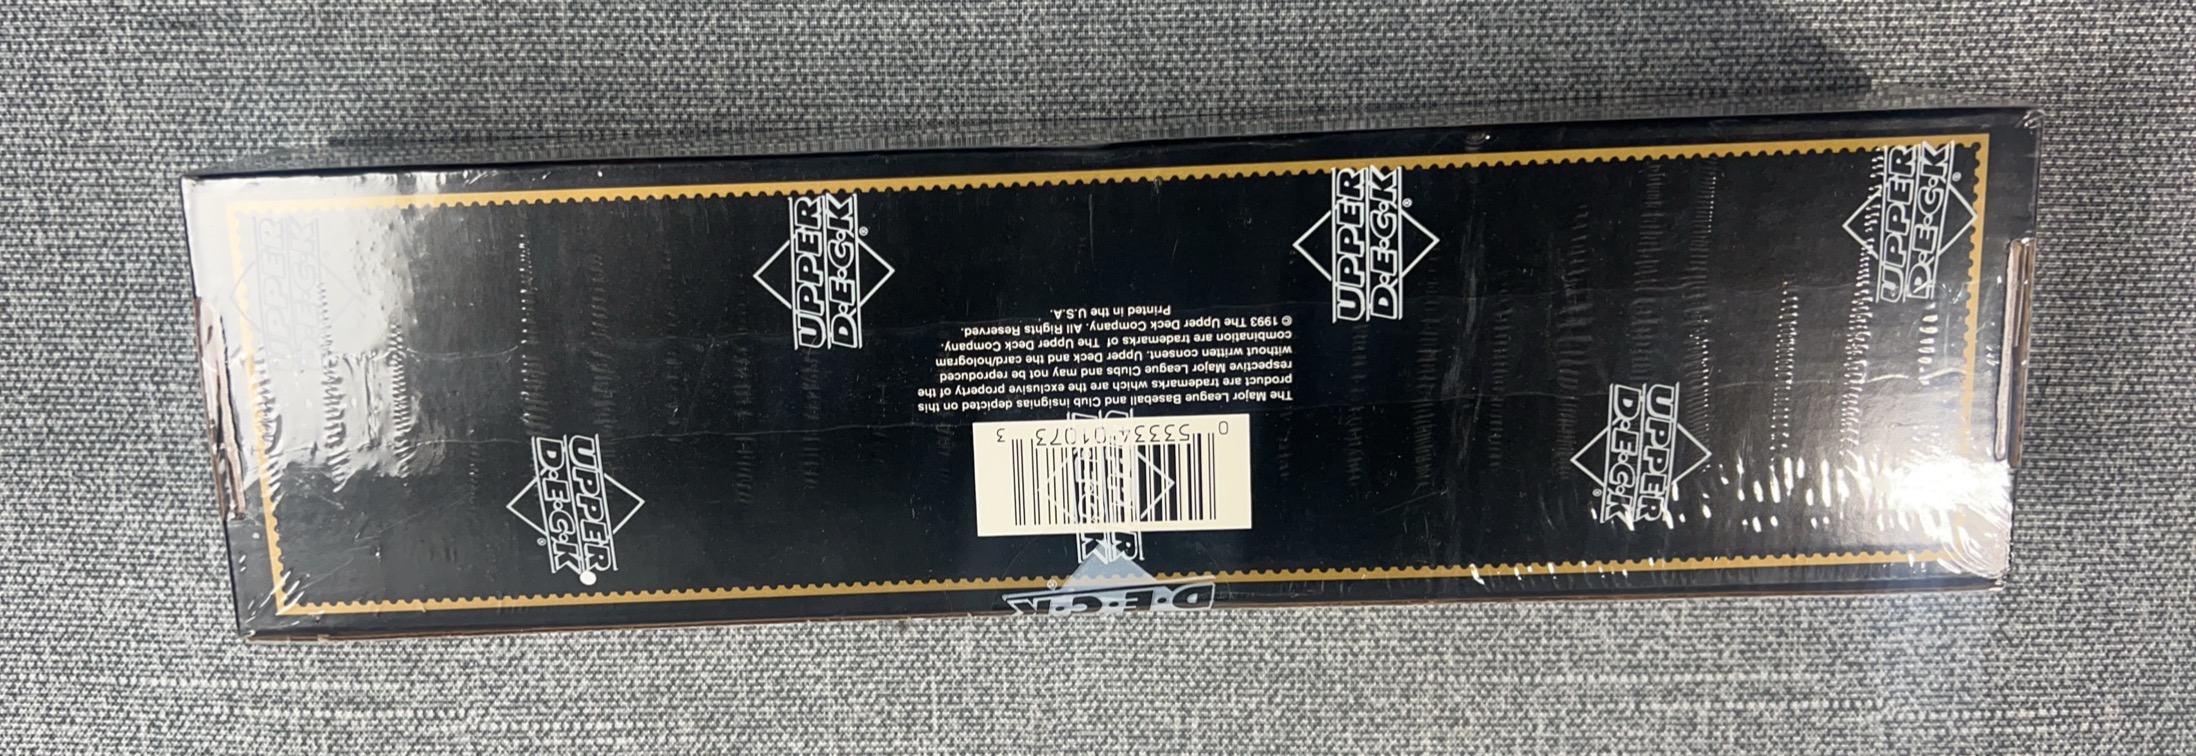 UPPER
D·E·C·K
®
UPPER
D·E·C·K
®
UPPER
D·E·C·K
®
UPPER
D·E·C·K
UPPER
D·E·C·K
®
UPPER
D·E·C·K
®
The Major League Baseball and Club insignias depicted on this
product are trademarks which are the exclusive property of the
respective Major League Clubs and may not be reproduced
without written consent. Upper Deck and the card/hologram
combination are trademarks of The Upper Deck Company.
© 1993 The Upper Deck Company. All Rights Reserved.
Printed in the U.S.A.
0 53334 01073 3
D·E·C·K
®